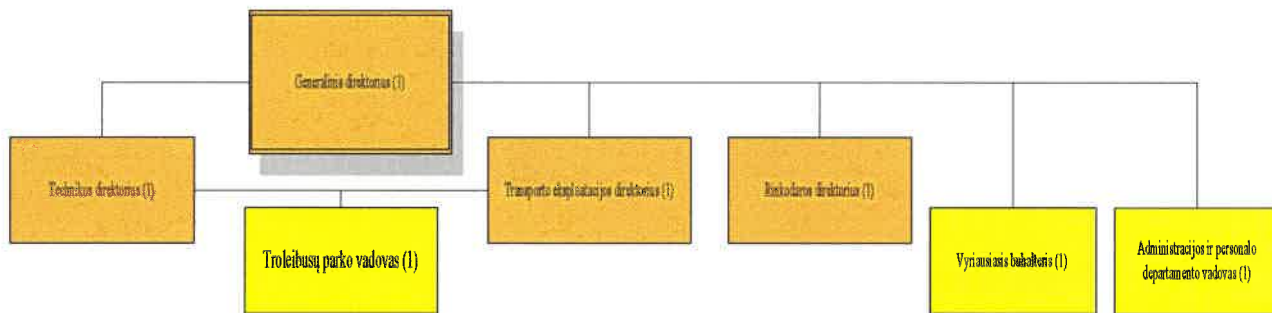 Generalinis direktorius (1)
Technikos direktorius (1)
Transporto eksploatacijos direktorius (1)
Rinkodaros direktorius (1)
Troleibusų parko vadovas (1)
Vyriausiasis buhalteris (1)
Administracijos ir personalo
departamento vadovas (1)